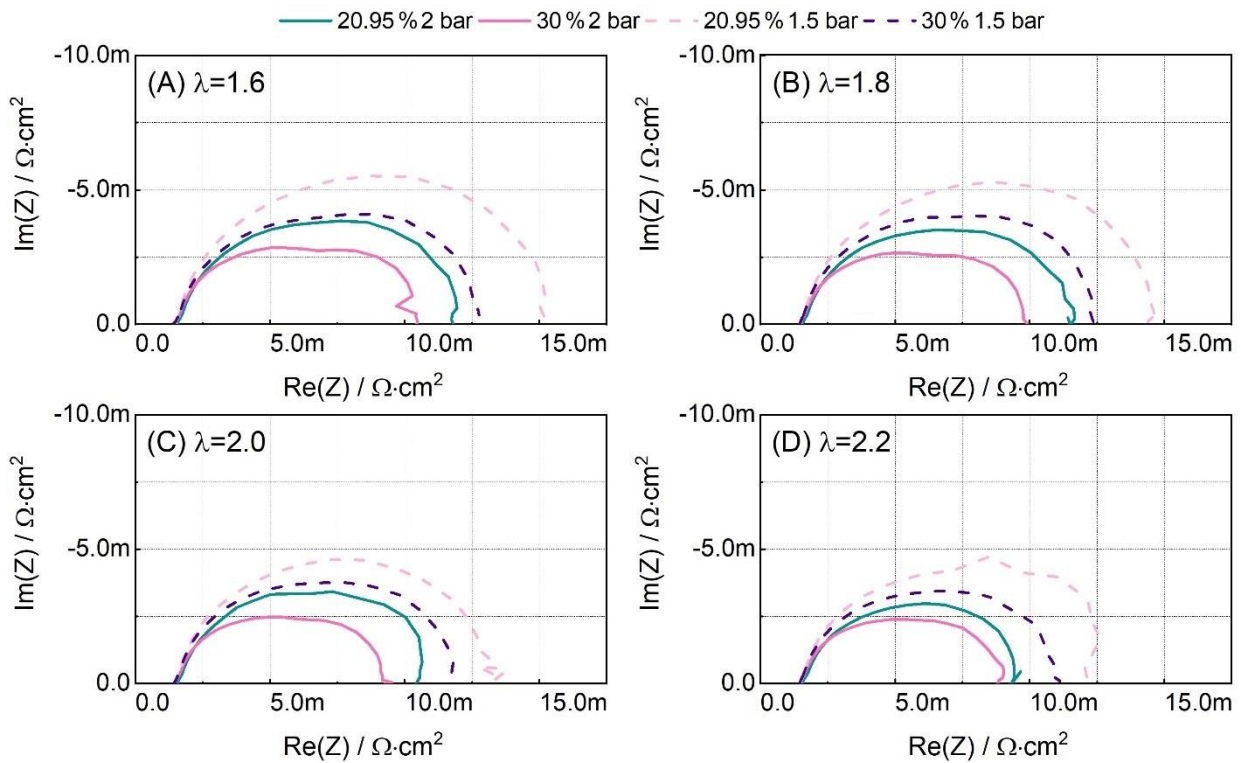 20.95 % 2 bar 30 % 2 bar 20.95 % 1.5 bar 30 % 1.5 bar
(A) λ=1.6
-10.0m
-5.0m
0.0
Im(Z) / Ω·cm²
0.0 5.0m 10.0m 15.0m
Re(Z) / Ω·cm²
(B) λ=1.8
-10.0m
-5.0m
0.0
Im(Z) / Ω·cm²
0.0 5.0m 10.0m 15.0m
Re(Z) / Ω·cm²
(C) λ=2.0
-10.0m
-5.0m
0.0
Im(Z) / Ω·cm²
0.0 5.0m 10.0m 15.0m
Re(Z) / Ω·cm²
(D) λ=2.2
-10.0m
-5.0m
0.0
Im(Z) / Ω·cm²
0.0 5.0m 10.0m 15.0m
Re(Z) / Ω·cm²